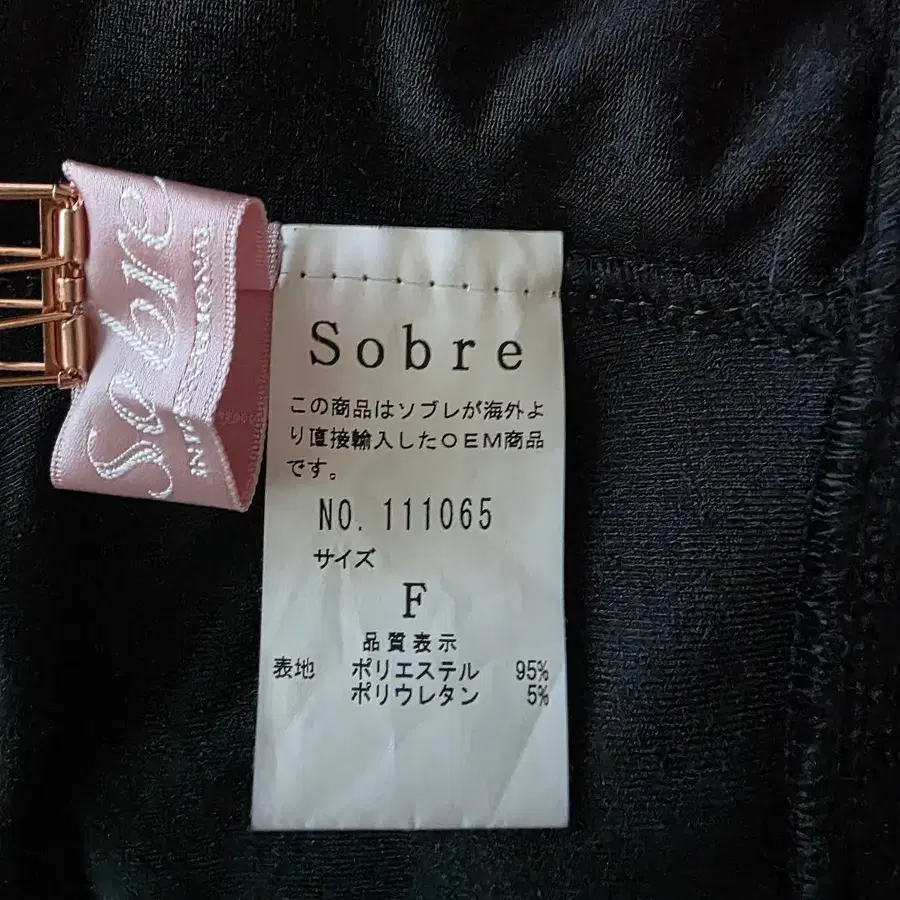 Sobre
Sobre
この商品はソブレが海外よ
り直接輸入したOEM商品
です。
NO. 111065
サイズ
F
品質表示
表地 ポリエステル 95%
ポリウレタン 5%